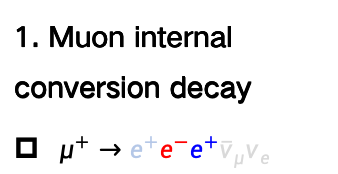 1. Muon internal
conversion decay
◻ μ⁺ → e⁺e⁻e⁺ν̄_μν_e